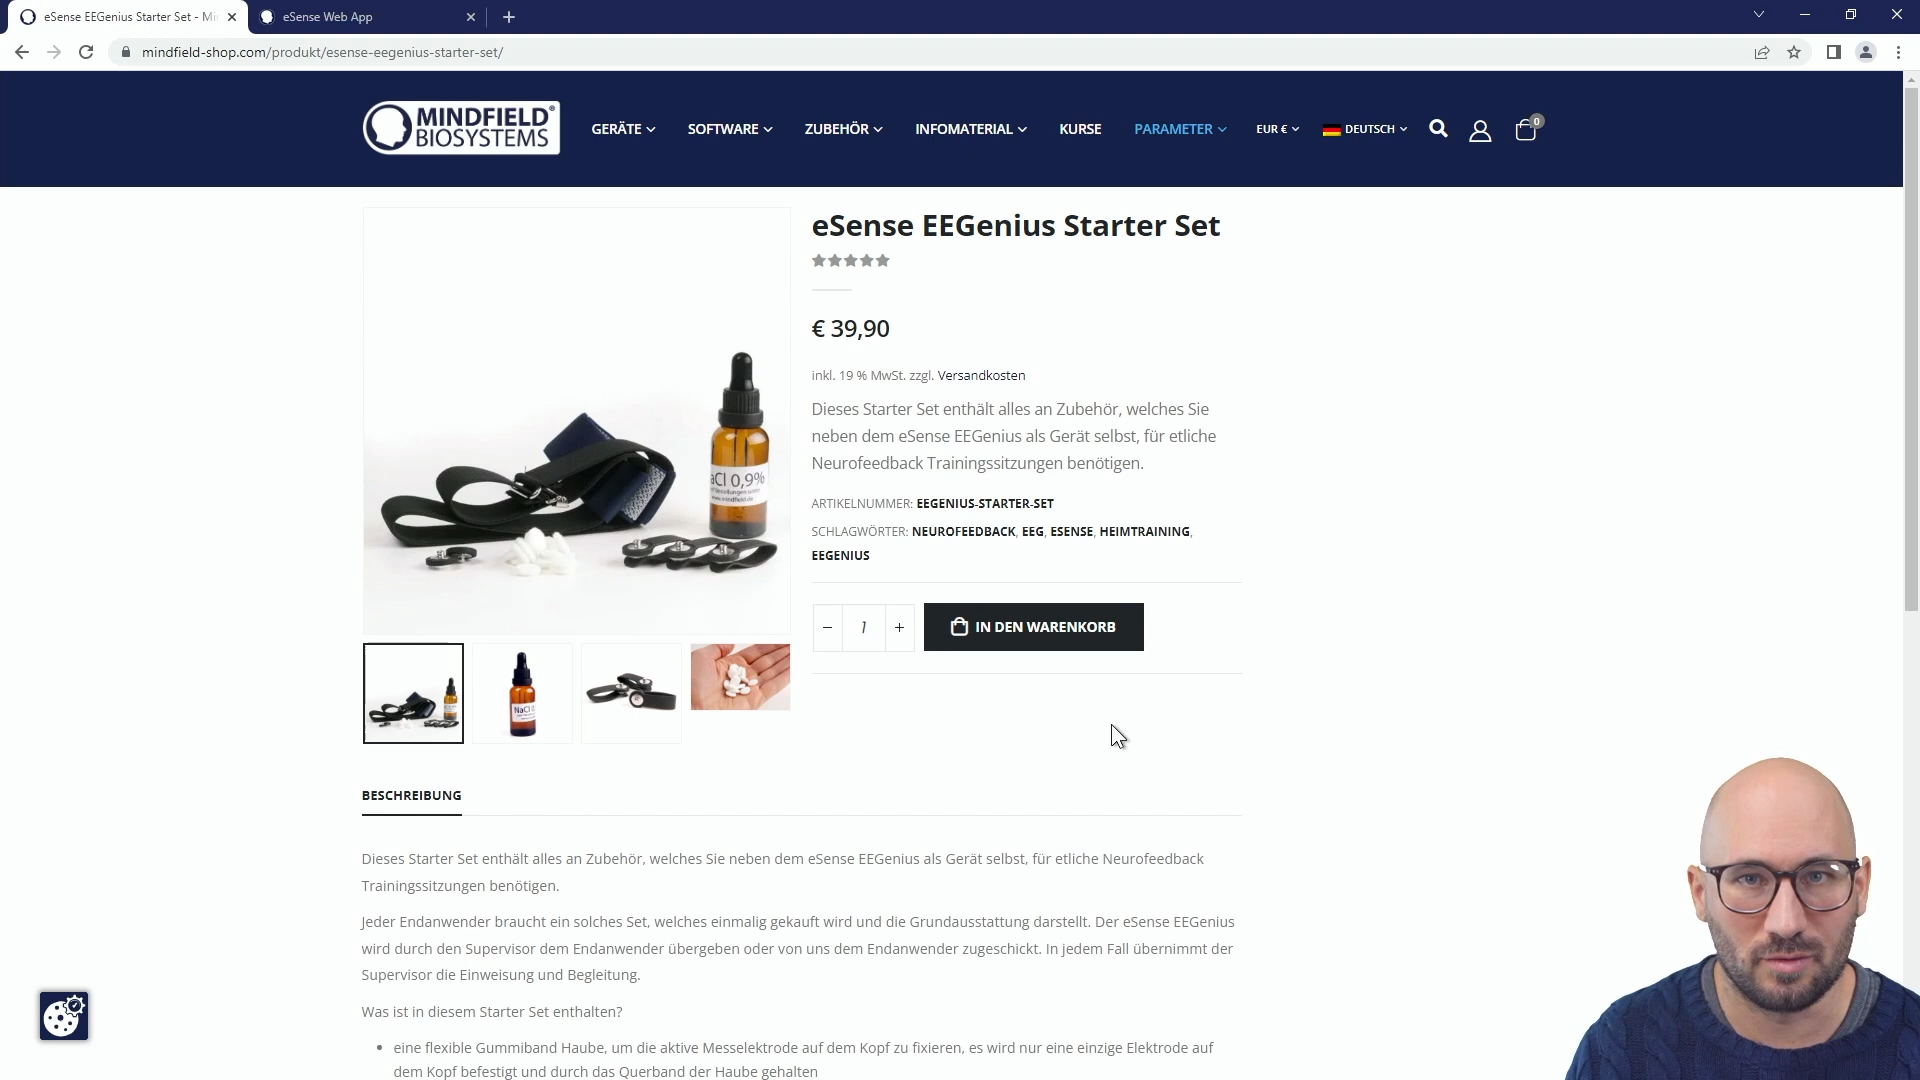 eSense EEGenius Starter Set - Mi
eSense Web App
mindfield-shop.com/produkt/esense-eegenius-starter-set/
MINDFIELD®
BIOSYSTEMS
GERÄTE
SOFTWARE
ZUBEHÖR
INFOMATERIAL
KURSE
PARAMETER
EUR €
DEUTSCH
0
eSense EEGenius Starter Set
€ 39,90
inkl. 19 % MwSt. zzgl. Versandkosten
Dieses Starter Set enthält alles an Zubehör, welches Sie
neben dem eSense EEGenius als Gerät selbst, für etliche
Neurofeedback Trainingssitzungen benötigen.
ARTIKELNUMMER: EEGENIUS-STARTER-SET
SCHLAGWÖRTER: NEUROFEEDBACK, EEG, ESENSE, HEIMTRAINING,
EEGENIUS
aCl 0,9%
www.mindfield.de
− 1 +
IN DEN WARENKORB
NaCl 0
BESCHREIBUNG
Dieses Starter Set enthält alles an Zubehör, welches Sie neben dem eSense EEGenius als Gerät selbst, für etliche Neurofeedback
Trainingssitzungen benötigen.
Jeder Endanwender braucht ein solches Set, welches einmalig gekauft wird und die Grundausstattung darstellt. Der eSense EEGenius
wird durch den Supervisor dem Endanwender übergeben oder von uns dem Endanwender zugeschickt. In jedem Fall übernimmt der
Supervisor die Einweisung und Begleitung.
Was ist in diesem Starter Set enthalten?
• eine flexible Gummiband Haube, um die aktive Messelektrode auf dem Kopf zu fixieren, es wird nur eine einzige Elektrode auf
dem Kopf befestigt und durch das Querband der Haube gehalten